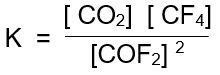 K = [ CO₂] [ CF₄] / [COF₂] ²